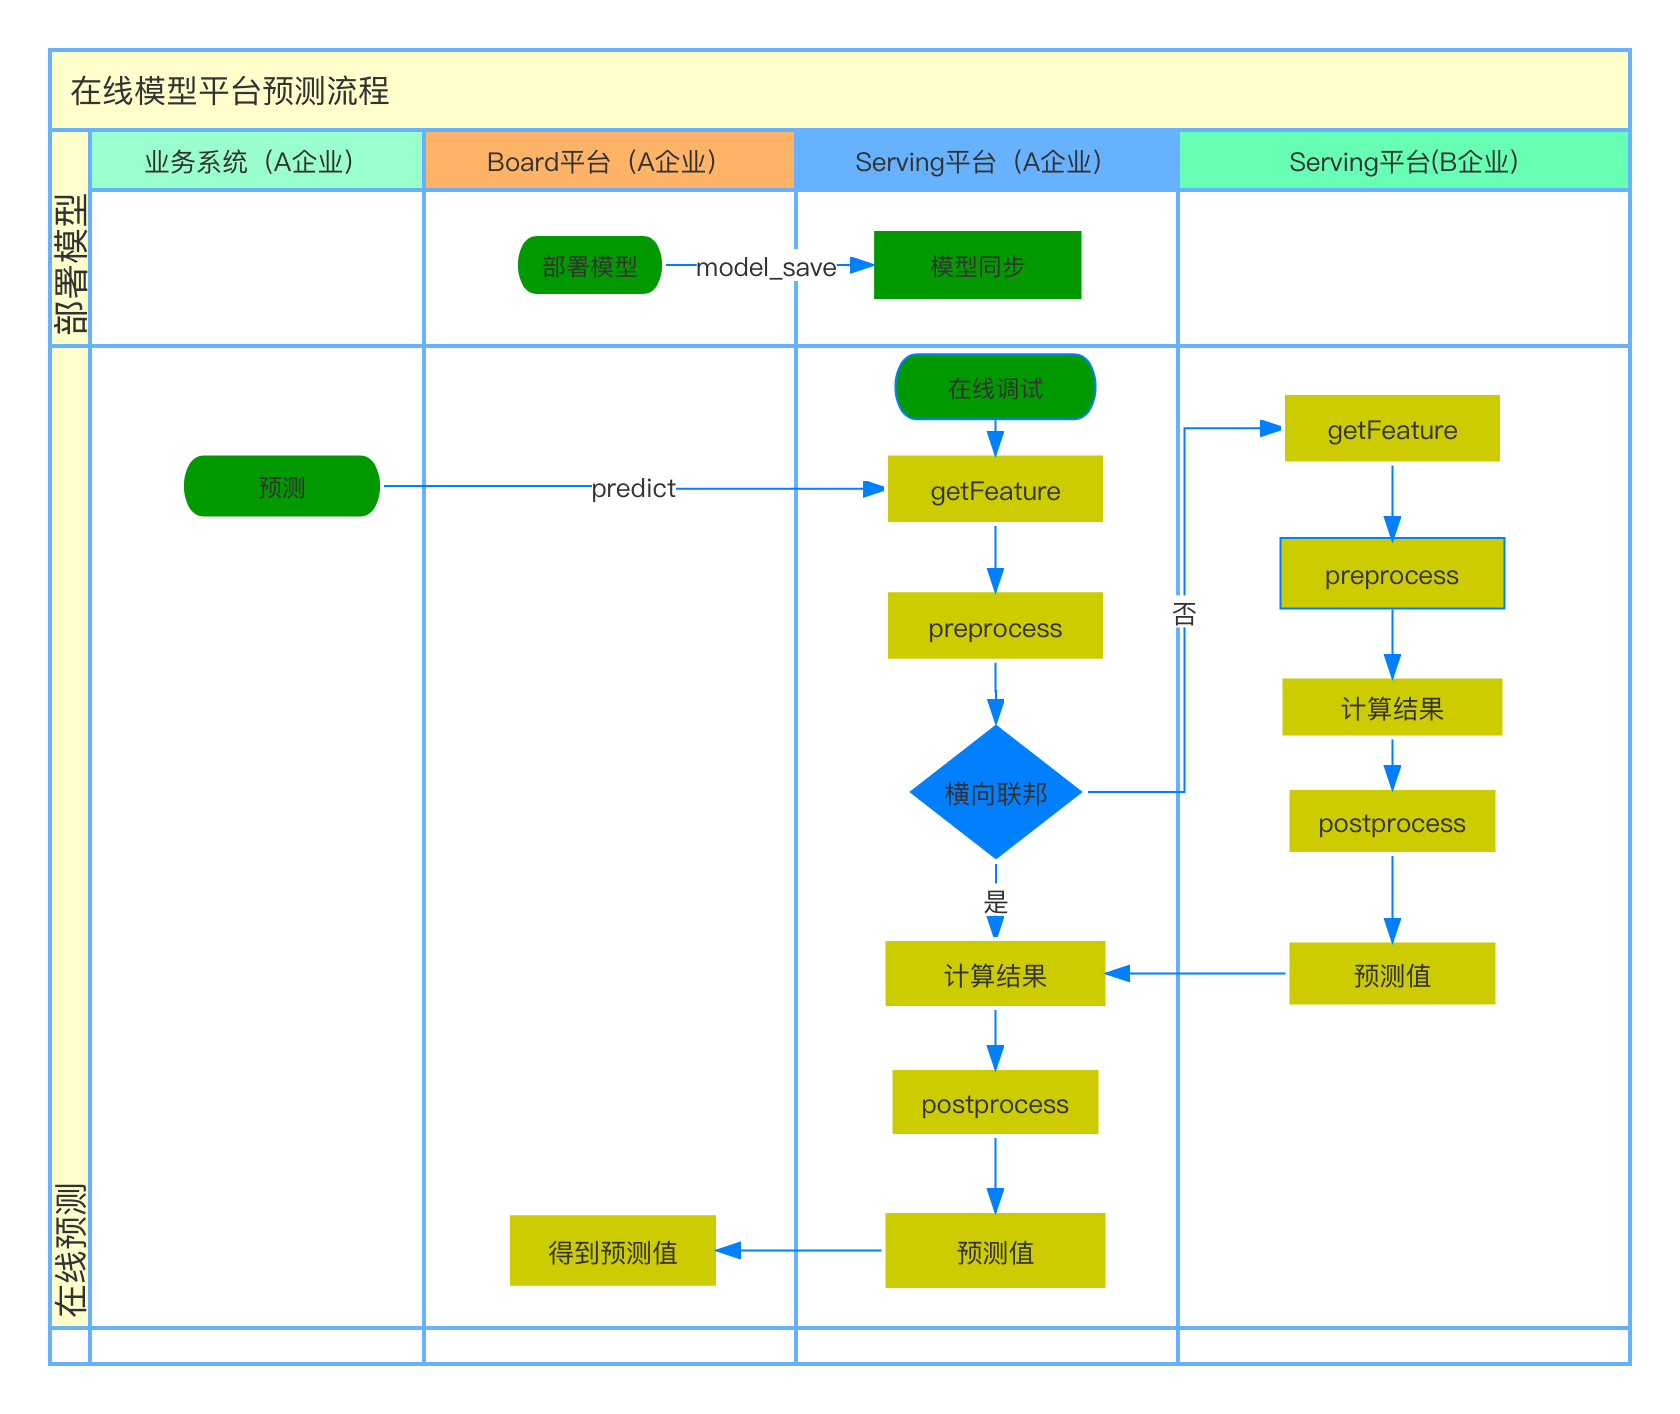 在线模型平台预测流程
业务系统（A企业）
Board平台（A企业）
Serving平台（A企业）
Serving平台(B企业）
部署模型
部署模型
model_save
模型同步
在线预测
在线调试
预测
predict
getFeature
preprocess
横向联邦
否
是
计算结果
postprocess
预测值
得到预测值
getFeature
preprocess
计算结果
postprocess
预测值